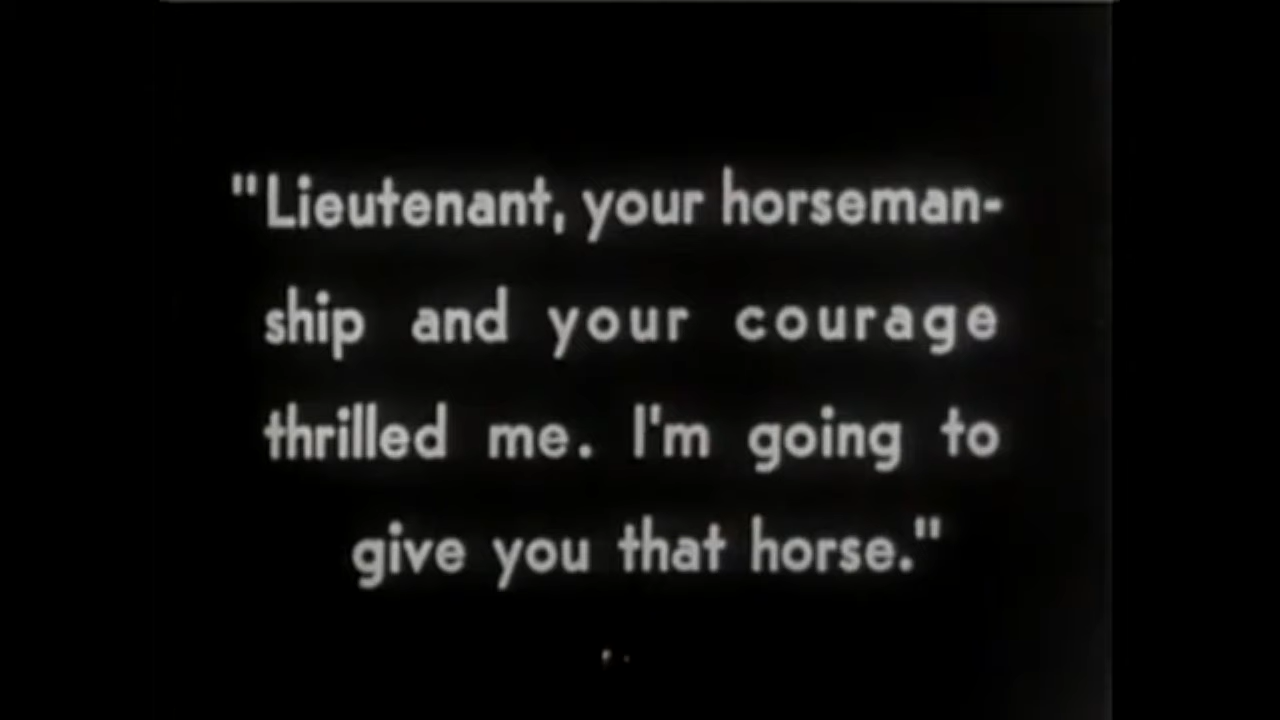 "Lieutenant, your horseman-
ship and your courage
thrilled me. I'm going to
give you that horse."